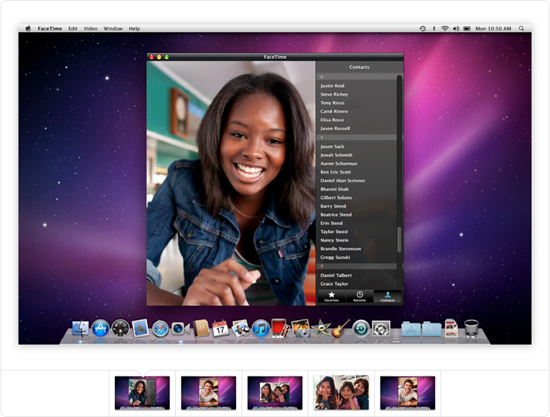 FaceTime Edit Video Window Help Mon 10:50 AM
FaceTime
Contacts
R
Justin Reid
Steve Richey
Tony Rivas
Carol Rivero
Elisa Rossi
Jason Russell
S
Jason Sack
Jonah Schmidt
Aaron Schurman
Ben Eric Scott
Daniel Alan Scrimer
Bhavini Shah
Gilbert Solano
Barry Steed
Beatrice Steed
Erin Steed
Taylor Steed
Nancy Steele
Brandie Stevenson
Gregg Suzuki
T
Daniel Talbert
Grace Taylor
Favorites Recents Contacts
17